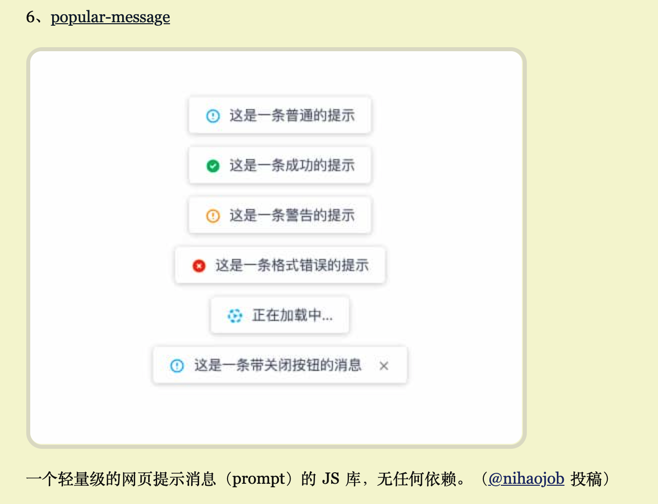 6、popular-message
这是一条普通的提示
这是一条成功的提示
这是一条警告的提示
这是一条格式错误的提示
正在加载中...
这是一条带关闭按钮的消息
一个轻量级的网页提示消息（prompt）的 JS 库，无任何依赖。（@nihaojob 投稿）